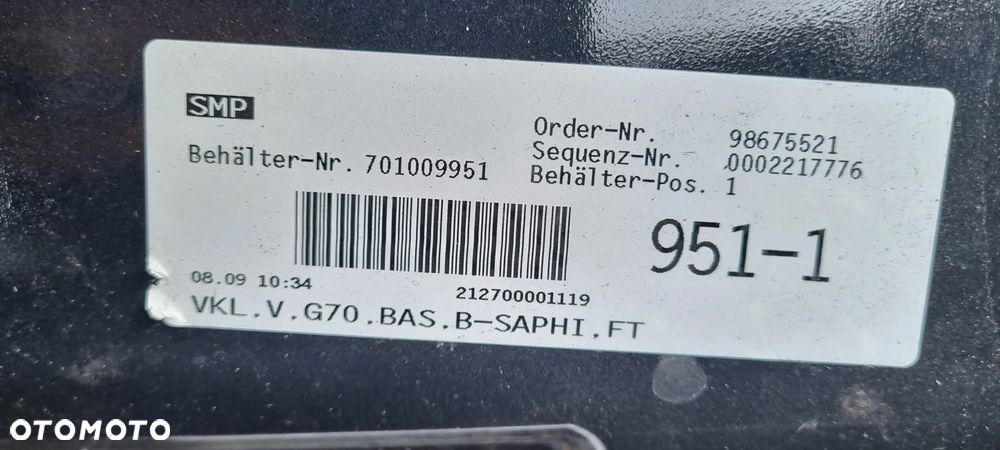 SMP
Order-Nr. 98675521
Sequenz-Nr. 0002217776
Behälter-Nr. 701009951
Behälter-Pos. 1
951-1
08.09 10:34
212700001119
VKL.V.G70.BAS.B-SAPHI.FT
OTOMOTO